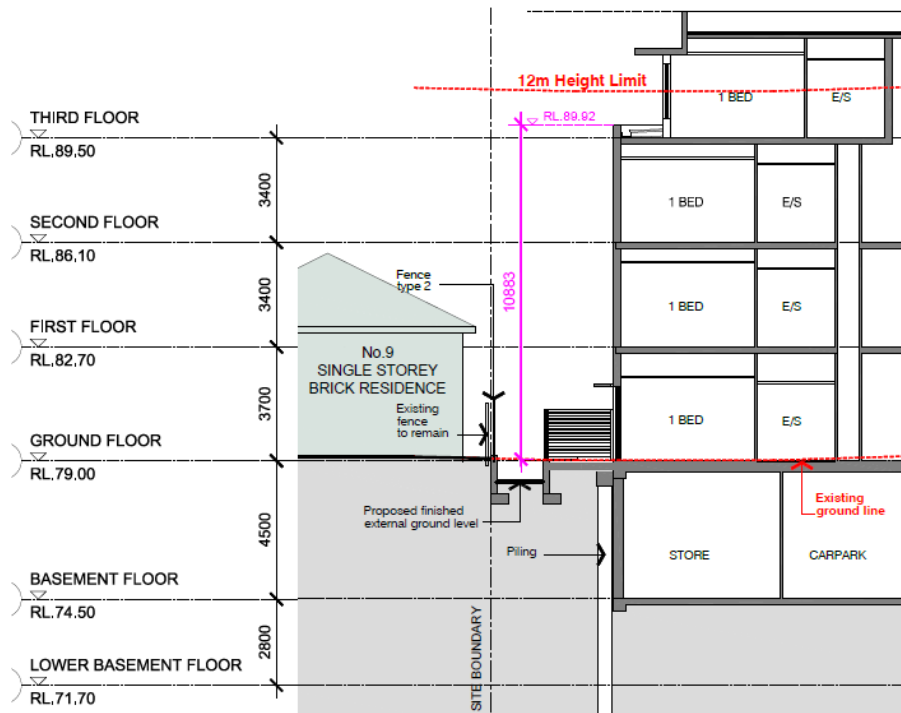 12m Height Limit
1 BED
E/S
THIRD FLOOR
RL.89.92
RL.89.50
3400
1 BED
E/S
SECOND FLOOR
RL.86.10
Fence
type 2
3400
10883
1 BED
E/S
FIRST FLOOR
RL.82.70
No.9
SINGLE STOREY
BRICK RESIDENCE
3700
Existing
fence
to remain
1 BED
E/S
GROUND FLOOR
RL.79.00
Existing
ground line
Proposed finished
external ground level
4500
Piling
STORE
CARPARK
BASEMENT FLOOR
RL.74.50
2800
SITE BOUNDARY
LOWER BASEMENT FLOOR
RL.71.70